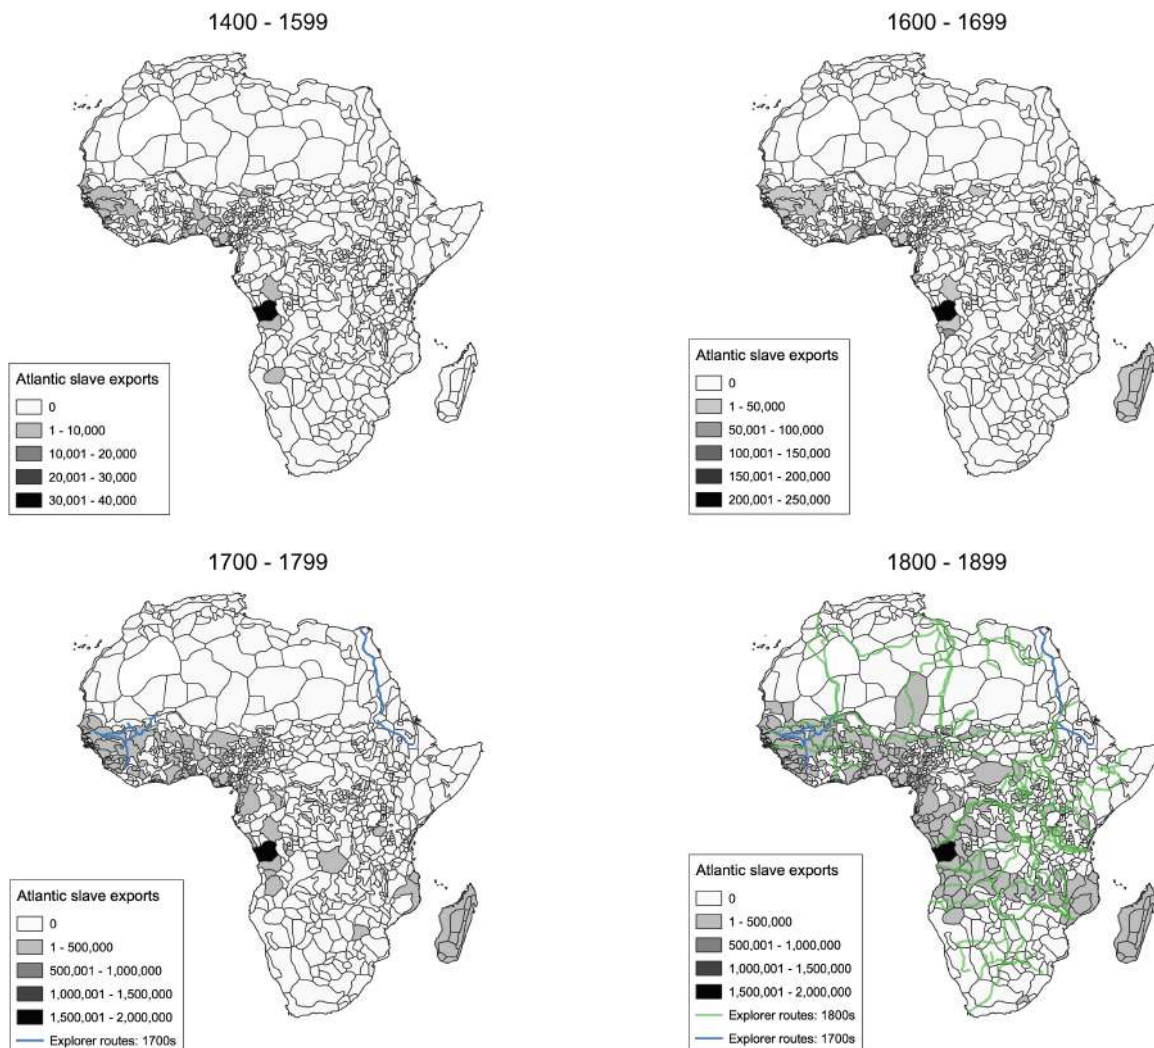 1400 - 1599
1600 - 1699
Atlantic slave exports
0
1 - 10,000
10,001 - 20,000
20,001 - 30,000
30,001 - 40,000
Atlantic slave exports
0
1 - 50,000
50,001 - 100,000
100,001 - 150,000
150,001 - 200,000
200,001 - 250,000
1700 - 1799
1800 - 1899
Atlantic slave exports
0
1 - 500,000
500,001 - 1,000,000
1,000,001 - 1,500,000
1,500,001 - 2,000,000
Explorer routes: 1700s
Atlantic slave exports
0
1 - 500,000
500,001 - 1,000,000
1,000,001 - 1,500,000
1,500,001 - 2,000,000
Explorer routes: 1800s
Explorer routes: 1700s